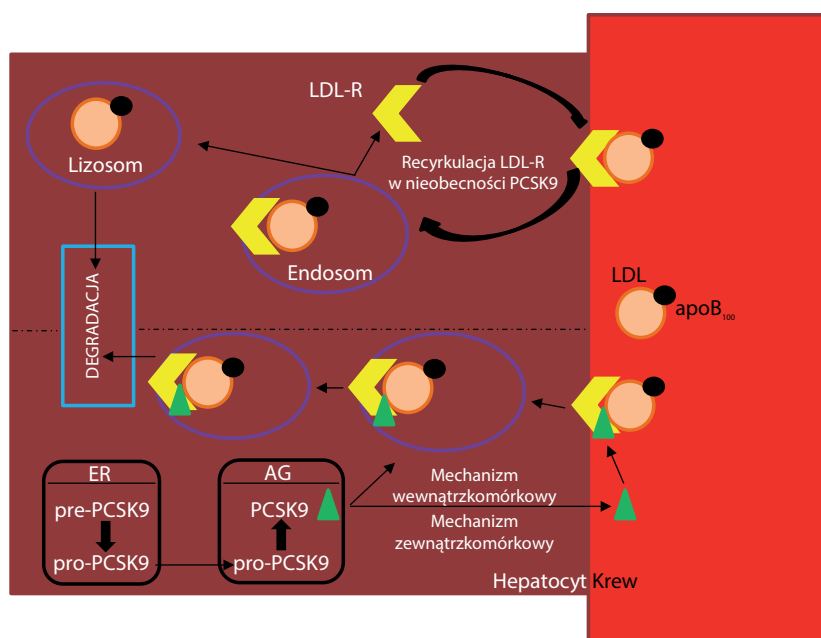 LDL-R
Lizosom
Recyrkulacja LDL-R
w nieobecności PCSK9
Endosom
LDL
apoB₁₀₀
DEGRADACJA
ER
pre-PCSK9
pro-PCSK9
AG
PCSK9
pro-PCSK9
Mechanizm
wewnątrzkomórkowy
Mechanizm
zewnątrzkomórkowy
Hepatocyt Krew